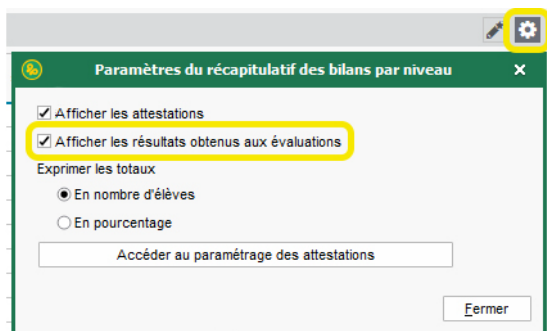 Paramètres du récapitulatif des bilans par niveau
Afficher les attestations
Afficher les résultats obtenus aux évaluations
Exprimer les totaux
En nombre d'élèves
En pourcentage
Accéder au paramétrage des attestations
Fermer